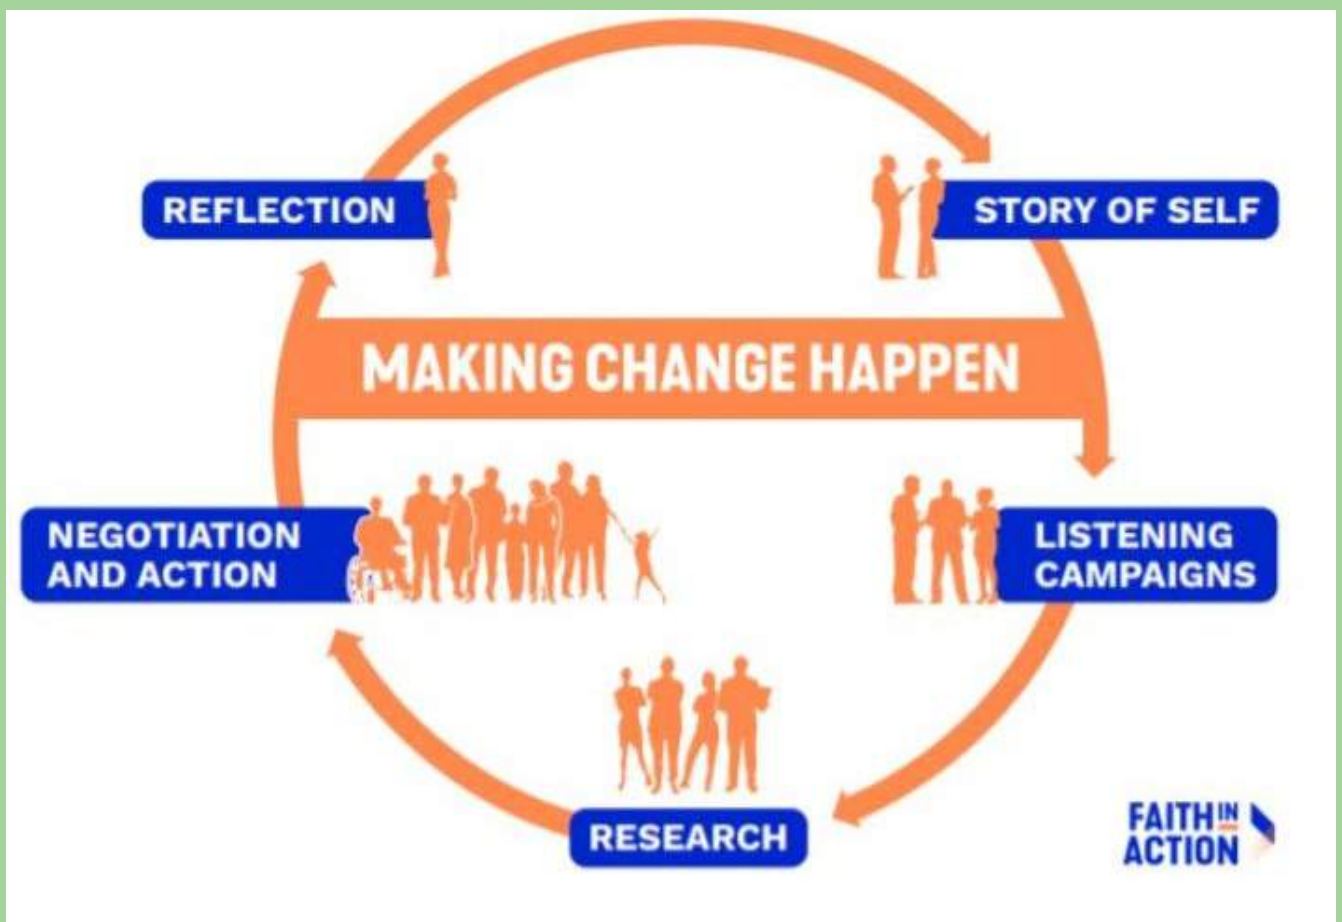 REFLECTION
STORY OF SELF
MAKING CHANGE HAPPEN
NEGOTIATION
AND ACTION
LISTENING
CAMPAIGNS
RESEARCH
FAITH IN
ACTION